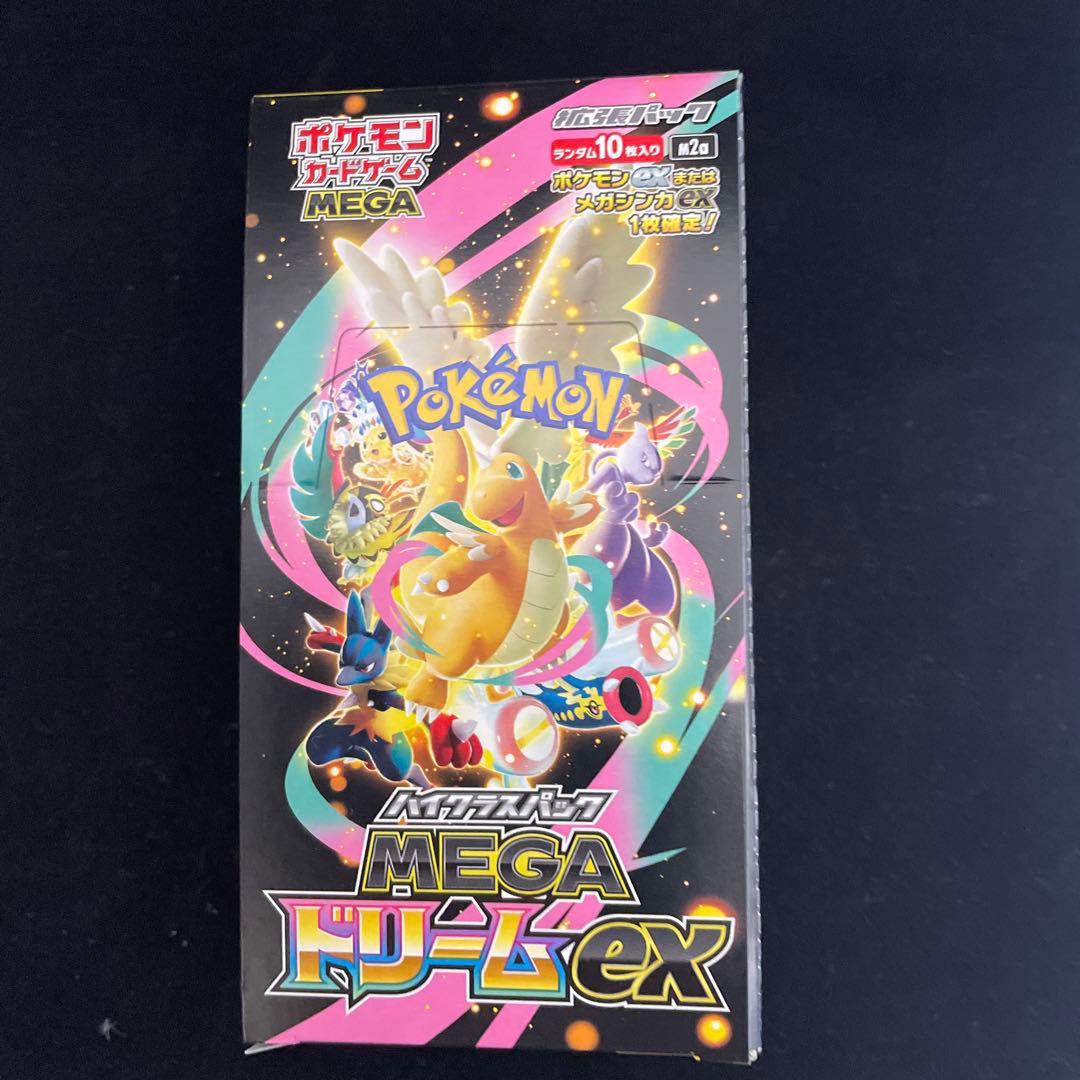 ポケモン
カードゲーム
MEGA
拡張パック
ランダム10枚入り M2a
ポケモンexまたは
メガシンカex
1枚確定!
POKéMON
ハイクラスパック
MEGA
ドリームex